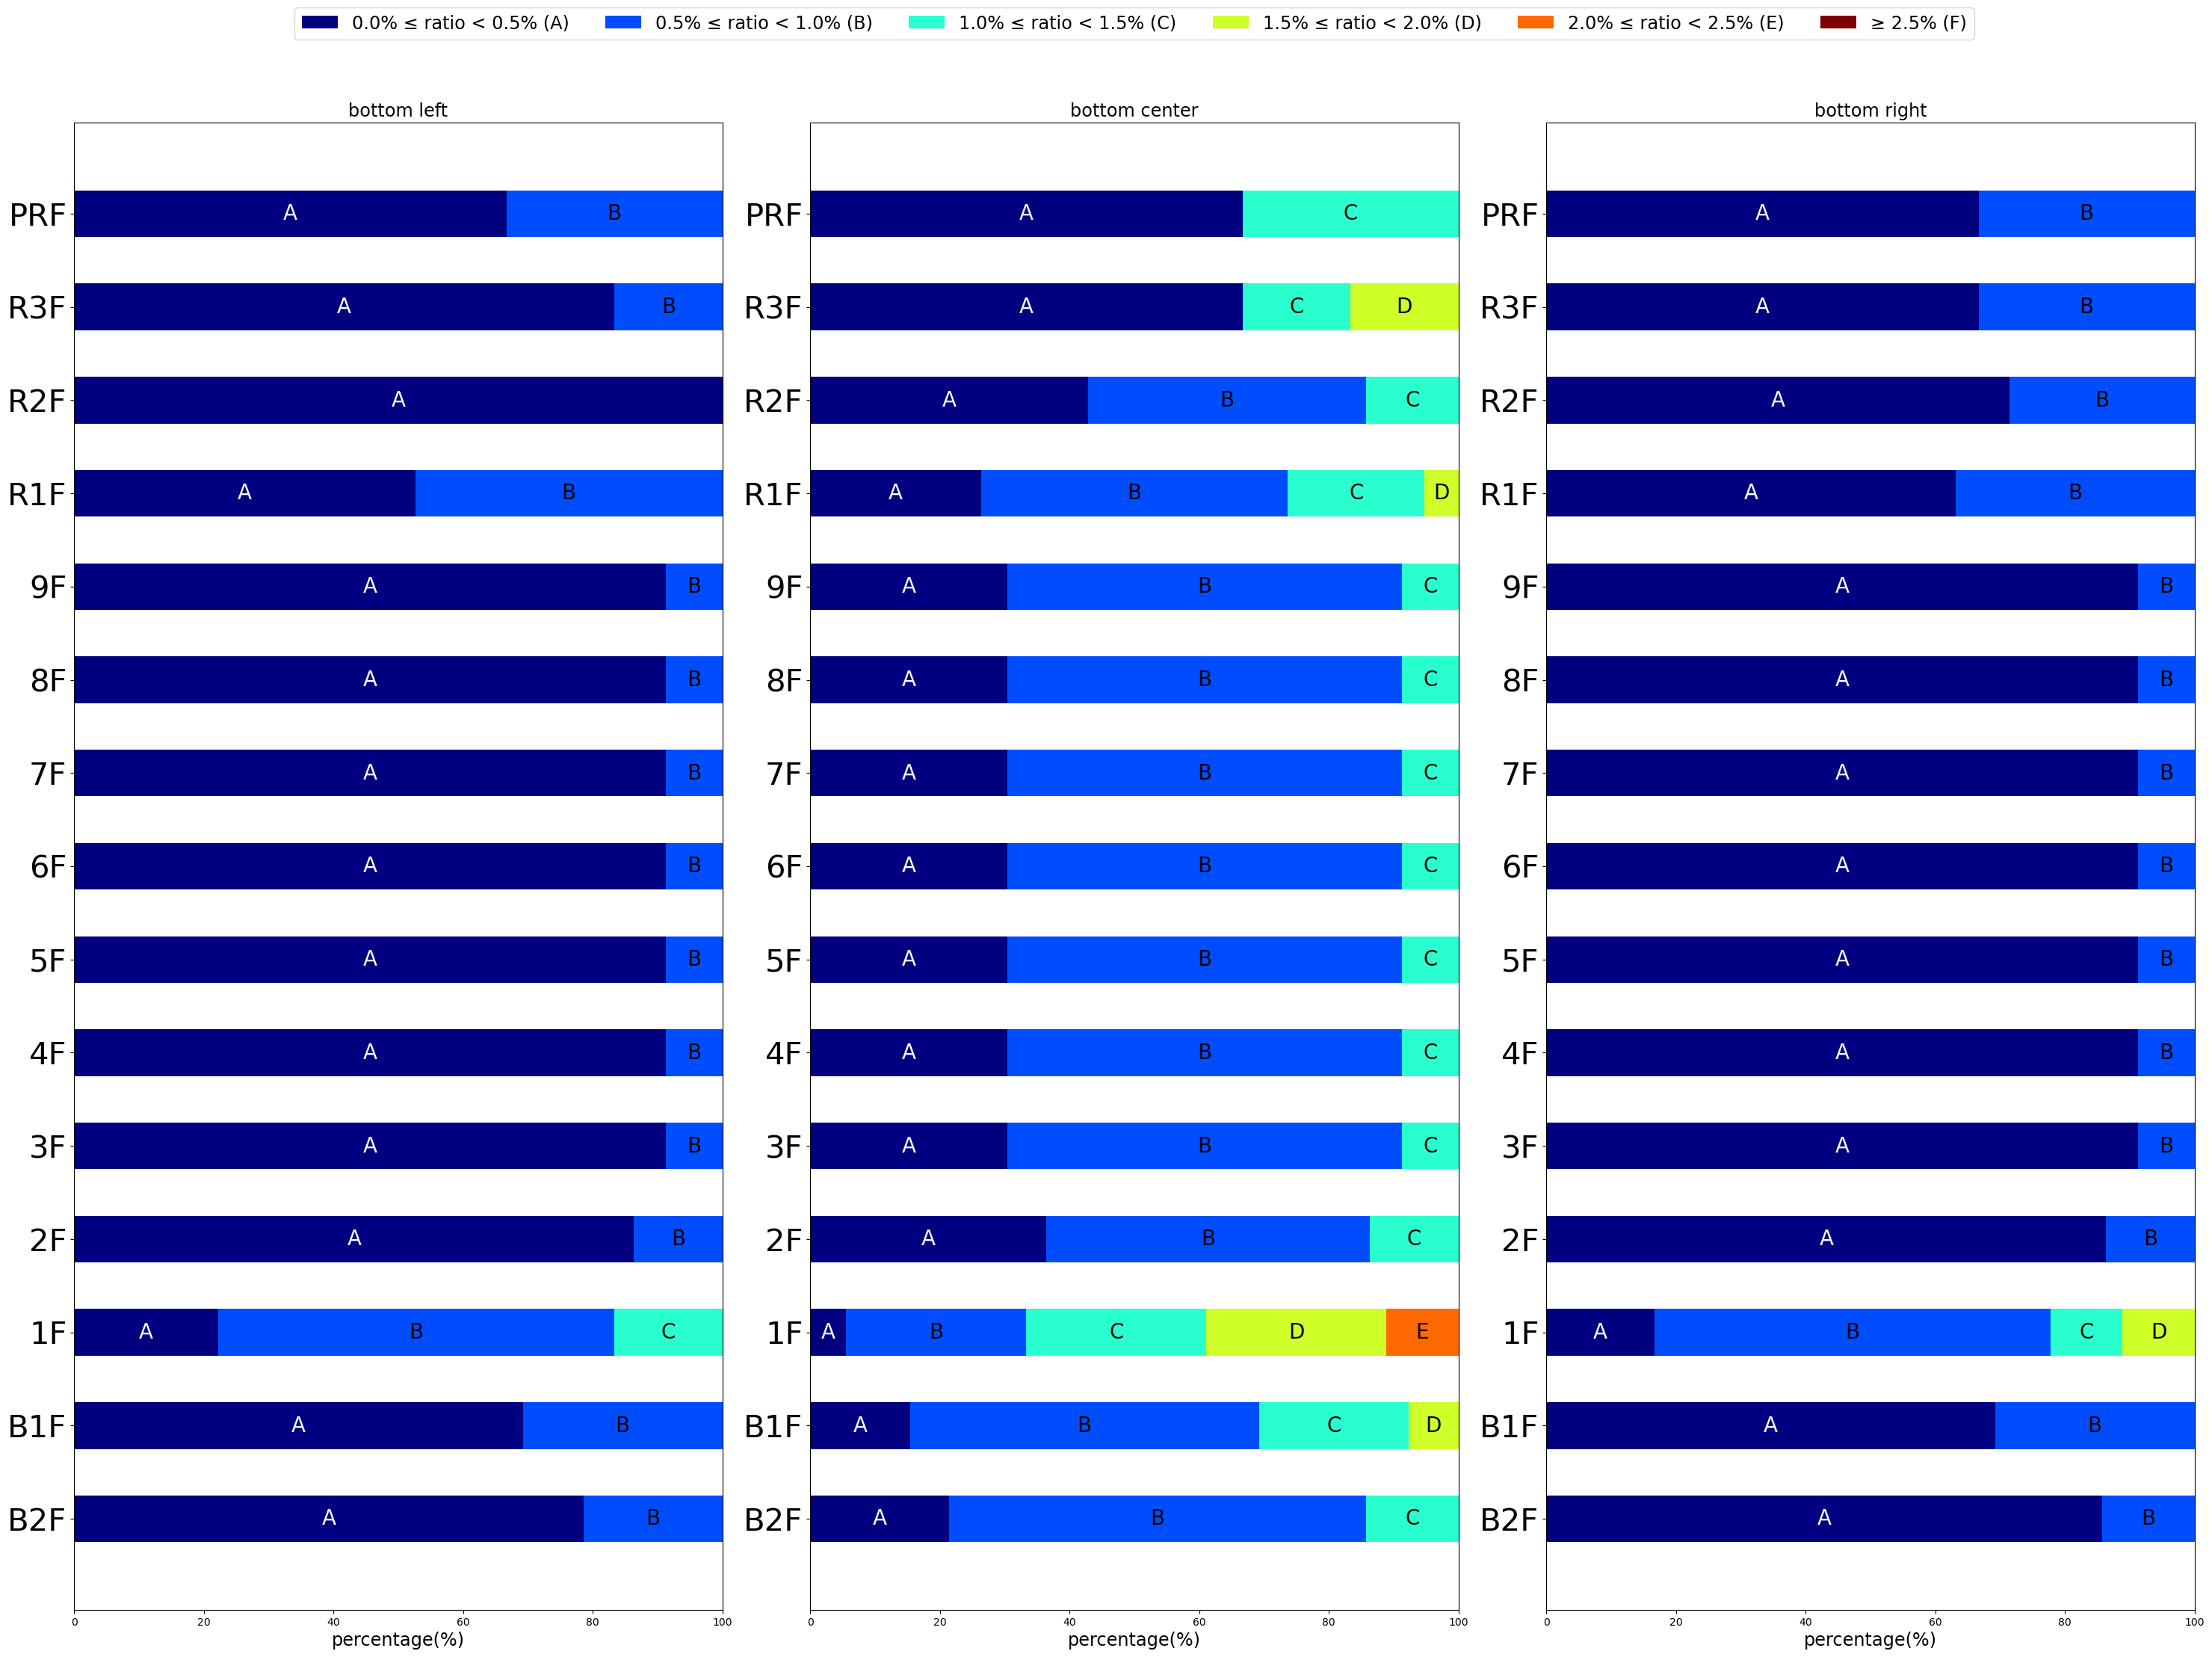 0.0% ≤ ratio < 0.5% (A) 0.5% ≤ ratio < 1.0% (B) 1.0% ≤ ratio < 1.5% (C) 1.5% ≤ ratio < 2.0% (D) 2.0% ≤ ratio < 2.5% (E) ≥ 2.5% (F)
bottom left bottom center bottom right
PRF A B PRF A C PRF A B
R3F A B R3F A C D R3F A B
R2F A R2F A B C R2F A B
R1F A B R1F A B C D R1F A B
9F A B 9F A B C 9F A B
8F A B 8F A B C 8F A B
7F A B 7F A B C 7F A B
6F A B 6F A B C 6F A B
5F A B 5F A B C 5F A B
4F A B 4F A B C 4F A B
3F A B 3F A B C 3F A B
2F A B 2F A B C 2F A B
1F A B C 1F A B C D E 1F A B C D
B1F A B B1F A B C D B1F A B
B2F A B B2F A B C B2F A B
0 20 40 60 80 100 0 20 40 60 80 100 0 20 40 60 80 100
percentage(%) percentage(%) percentage(%)